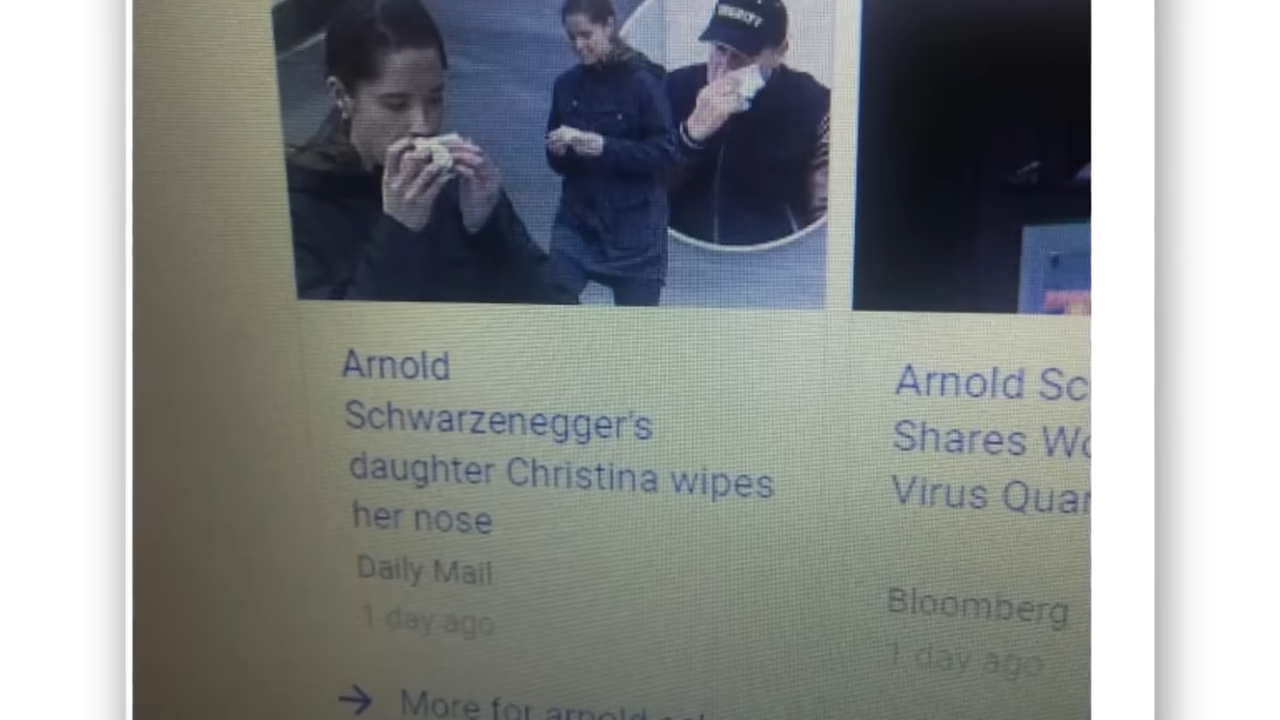 Arnold
Schwarzenegger's
daughter Christina wipes
her nose
Daily Mail
1 day ago
Arnold Sc
Shares Wo
Virus Quar
Bloomberg
1 day ago
→ More for arnold